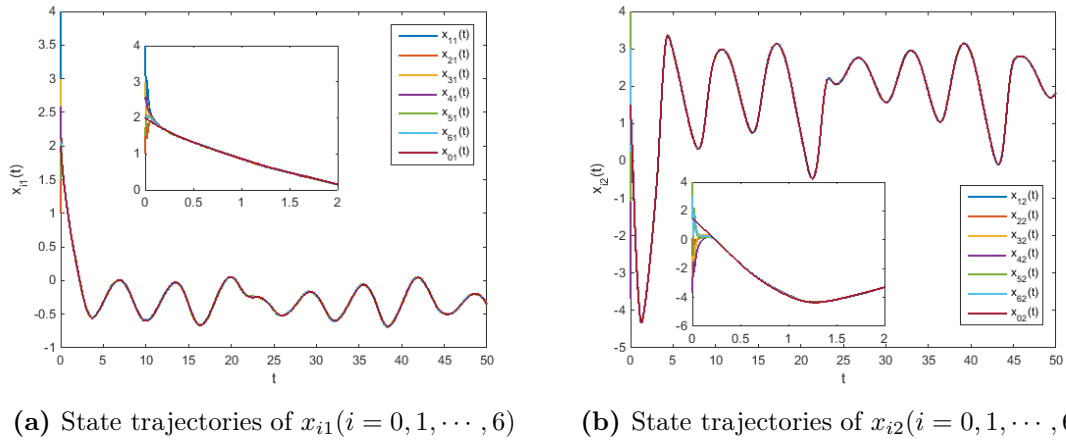 4
3.5
3
2.5
2
1.5
1
0.5
0
-0.5
-1
0 5 10 15 20 25 30 35 40 45 50
x_{i1}(t)
t
4
3
2
1
0
0 0.5 1 1.5 2
x_{11}(t)
x_{21}(t)
x_{31}(t)
x_{41}(t)
x_{51}(t)
x_{61}(t)
x_{01}(t)
(a) State trajectories of x_{i1}(i = 0, 1, ⋯ , 6)
4
3
2
1
0
-1
-2
-3
-4
-5
0 5 10 15 20 25 30 35 40 45 50
x_{i2}(t)
t
4
2
0
-2
-4
-6
0 0.5 1 1.5 2
x_{12}(t)
x_{22}(t)
x_{32}(t)
x_{42}(t)
x_{52}(t)
x_{62}(t)
x_{02}(t)
(b) State trajectories of x_{i2}(i = 0, 1, ⋯ , 6